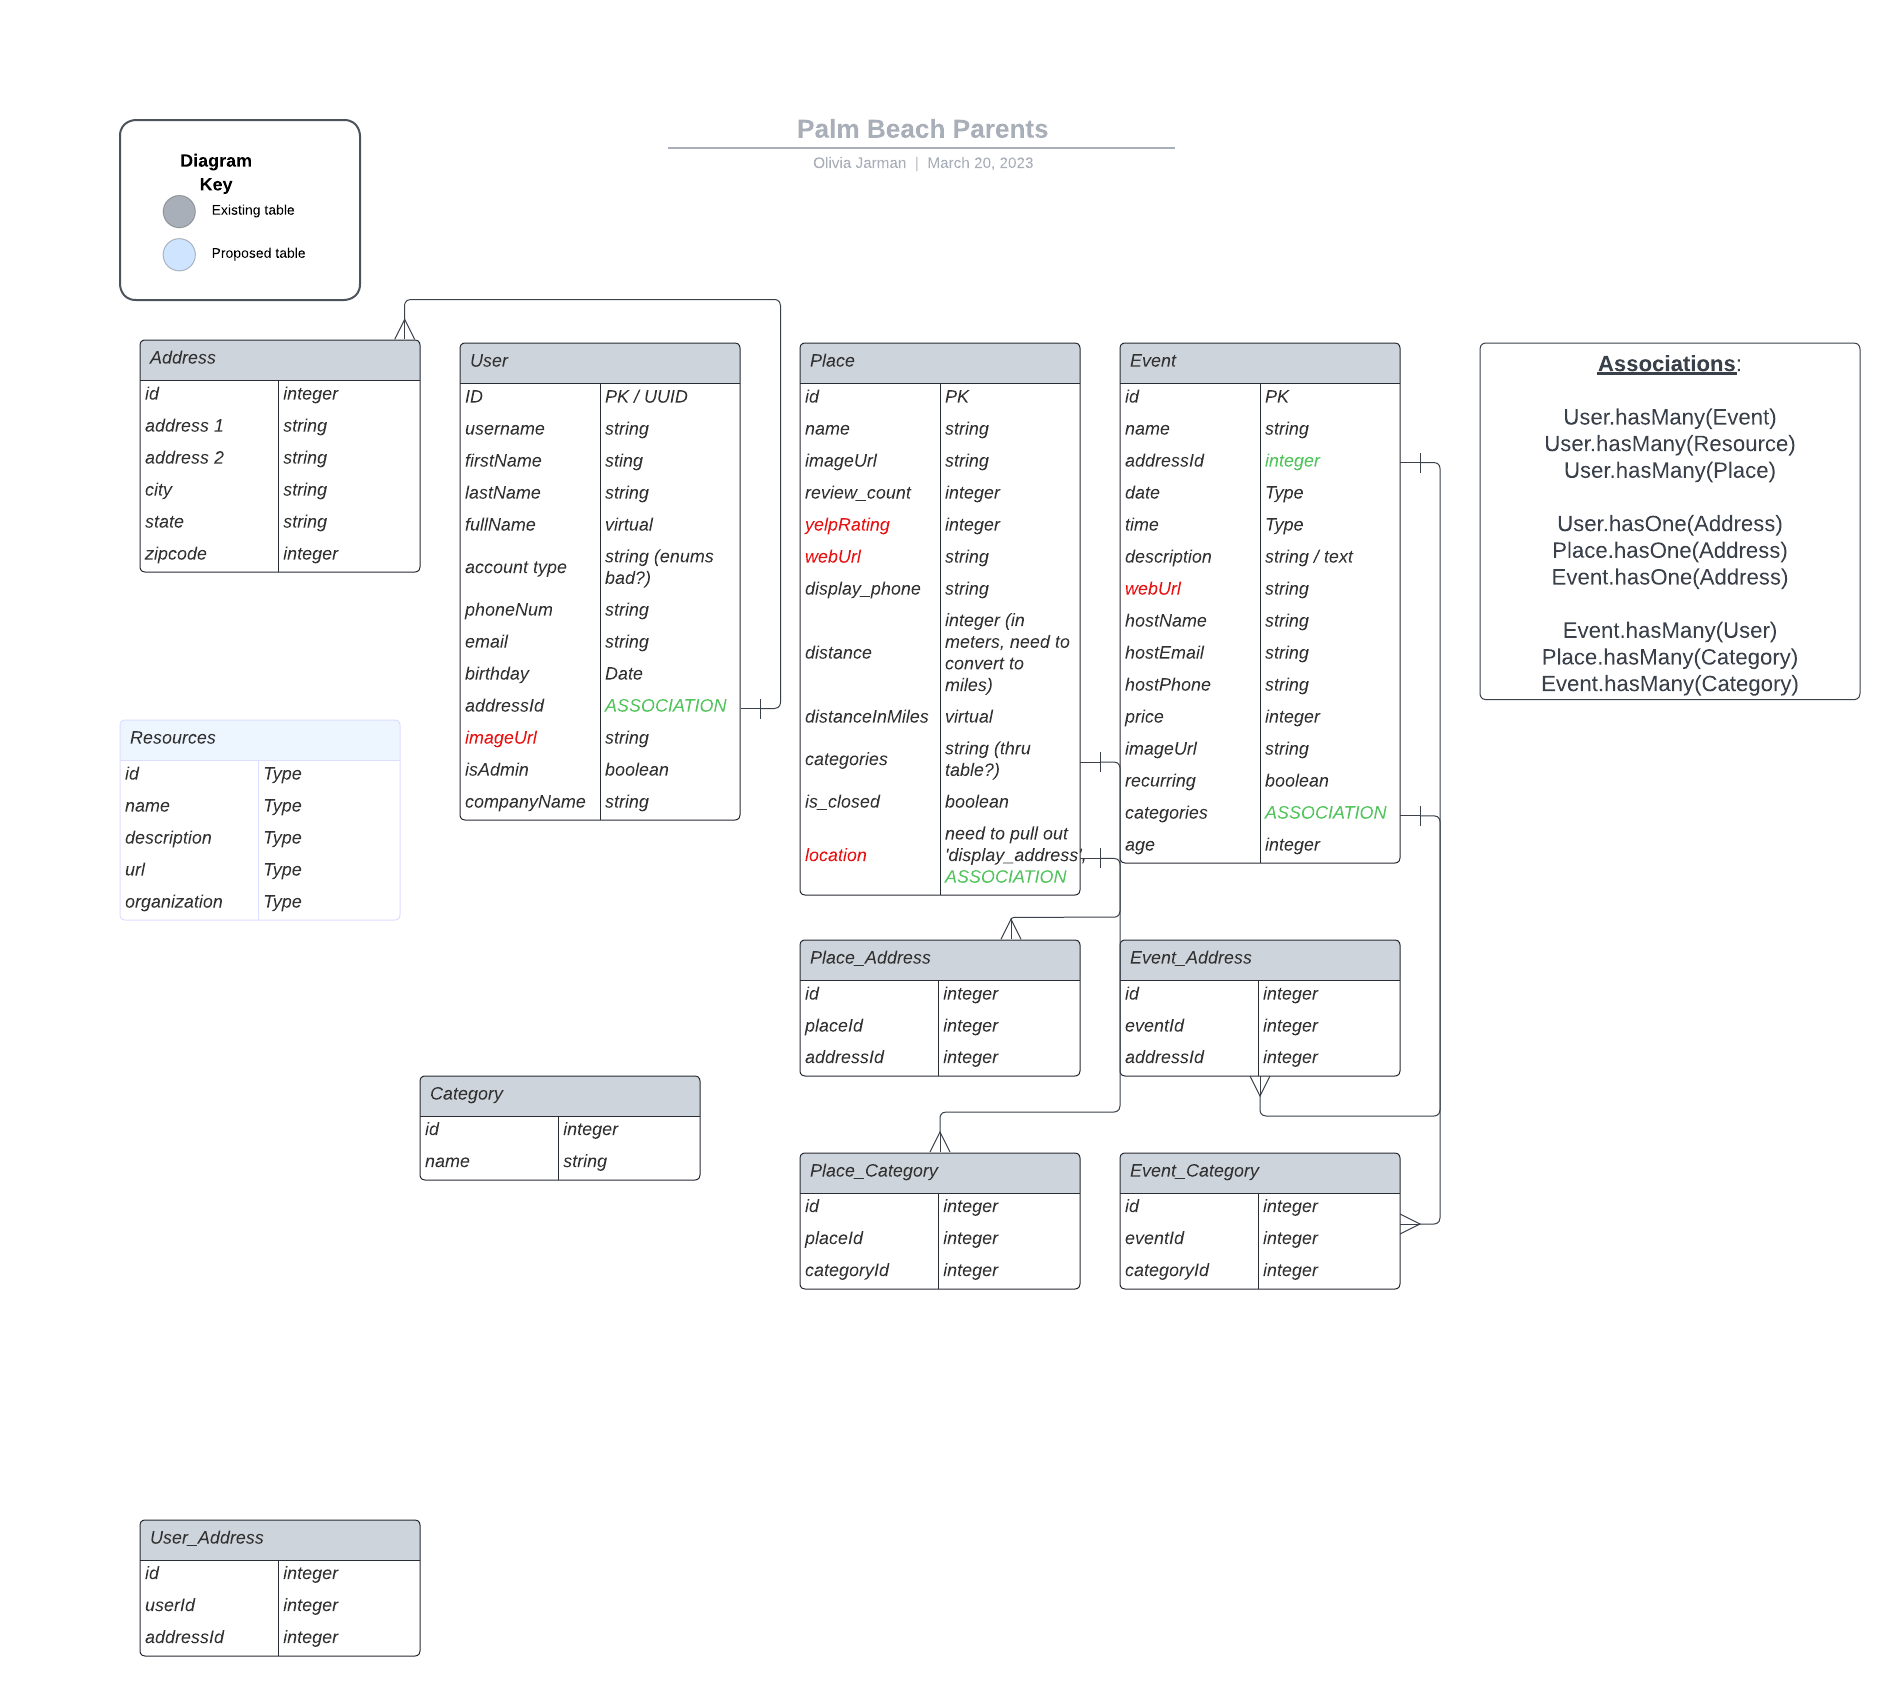 Palm Beach Parents
Olivia Jarman | March 20, 2023
Diagram
Key
Existing table
Proposed table
Address
id integer
address 1 string
address 2 string
city string
state string
zipcode integer
User
ID PK / UUID
username string
firstName sting
lastName string
fullName virtual
account type string (enums
bad?)
phoneNum string
email string
birthday Date
addressId ASSOCIATION
imageUrl string
isAdmin boolean
companyName string
Place
id PK
name string
imageUrl string
review_count integer
yelpRating integer
webUrl string
display_phone string
distance integer (in
meters, need to
convert to
miles)
distanceInMiles virtual
categories string (thru
table?)
is_closed boolean
location need to pull out
'display_address',
ASSOCIATION
Event
id PK
name string
addressId integer
date Type
time Type
description string / text
webUrl string
hostName string
hostEmail string
hostPhone string
price integer
imageUrl string
recurring boolean
categories ASSOCIATION
age integer
Associations:
User.hasMany(Event)
User.hasMany(Resource)
User.hasMany(Place)
User.hasOne(Address)
Place.hasOne(Address)
Event.hasOne(Address)
Event.hasMany(User)
Place.hasMany(Category)
Event.hasMany(Category)
Resources
id Type
name Type
description Type
url Type
organization Type
Place_Address
id integer
placeId integer
addressId integer
Event_Address
id integer
eventId integer
addressId integer
Category
id integer
name string
Place_Category
id integer
placeId integer
categoryId integer
Event_Category
id integer
eventId integer
categoryId integer
User_Address
id integer
userId integer
addressId integer